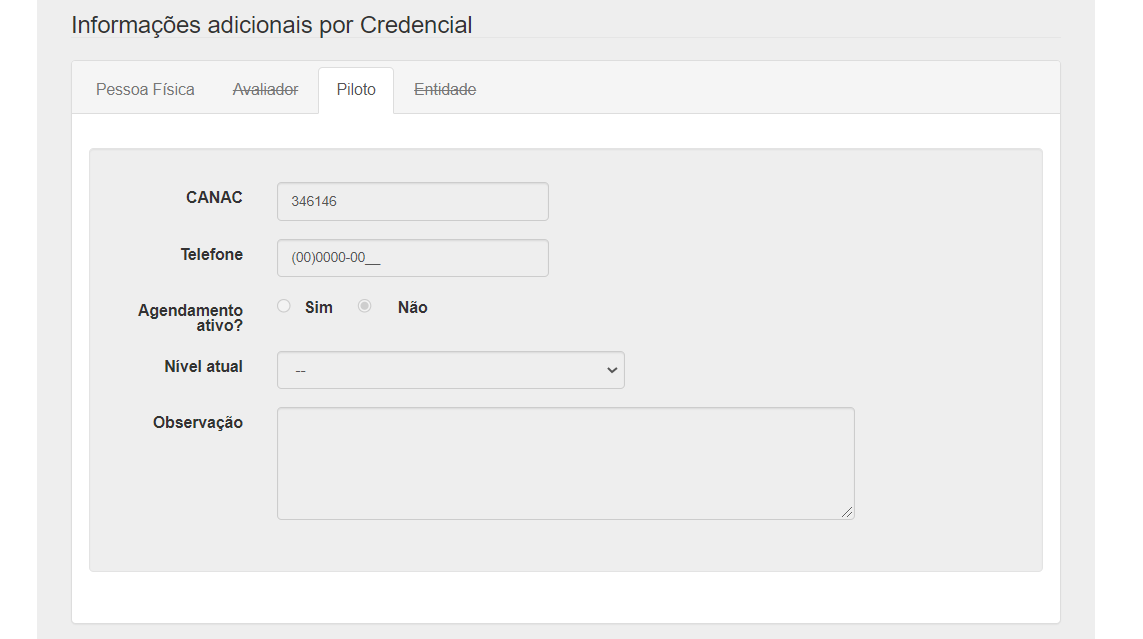 Informações adicionais por Credencial
Pessoa Física Avaliador Piloto Entidade
CANAC 346146
Telefone (00)0000-00__
Agendamento ativo? Sim Não
Nível atual --
Observação